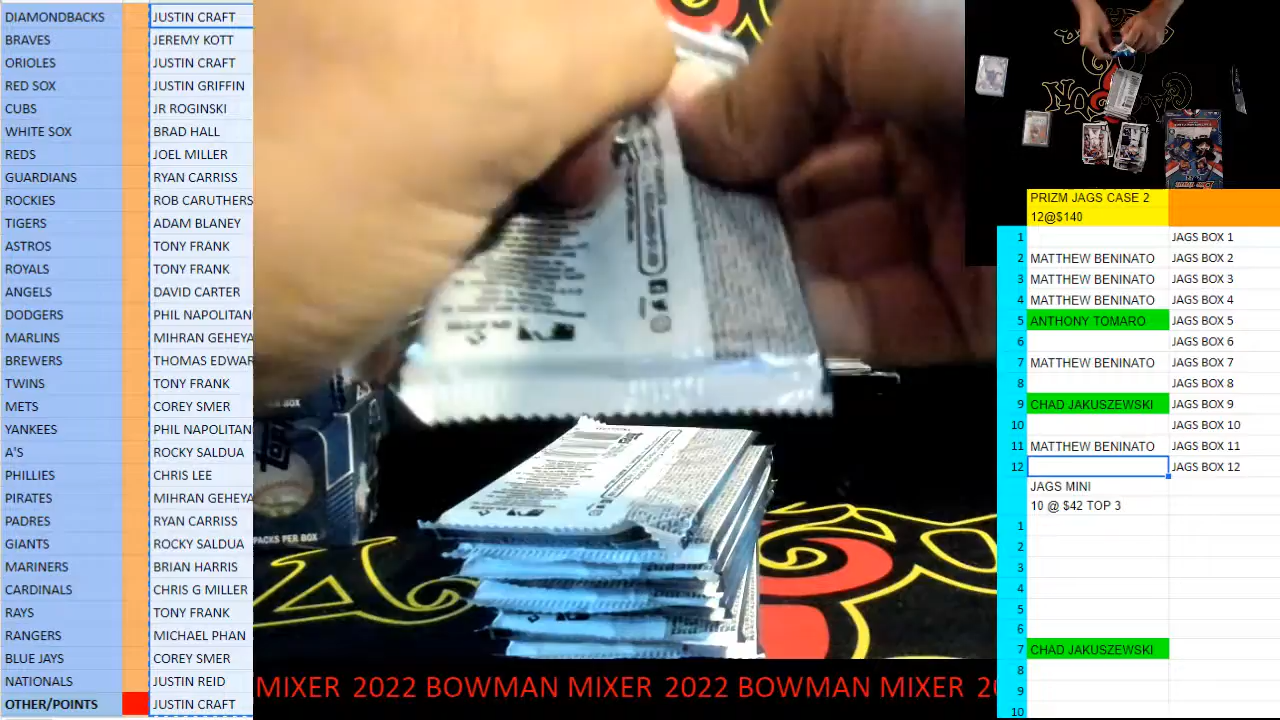 DIAMONDBACKS JUSTIN CRAFT
BRAVES JEREMY KOTT
ORIOLES JUSTIN CRAFT
RED SOX JUSTIN GRIFFIN
CUBS JR ROGINSKI
WHITE SOX BRAD HALL
REDS JOEL MILLER
GUARDIANS RYAN CARRISS
ROCKIES ROB CARUTHERS
TIGERS ADAM BLANEY
ASTROS TONY FRANK
ROYALS TONY FRANK
ANGELS DAVID CARTER
DODGERS PHIL NAPOLITAN
MARLINS MIHRAN GEHEYA
BREWERS THOMAS EDWAR
TWINS TONY FRANK
METS COREY SMER
YANKEES PHIL NAPOLITAN
A'S ROCKY SALDUA
PHILLIES CHRIS LEE
PIRATES MIHRAN GEHEYA
PADRES RYAN CARRISS
GIANTS ROCKY SALDUA
MARINERS BRIAN HARRIS
CARDINALS CHRIS G MILLER
RAYS TONY FRANK
RANGERS MICHAEL PHAN
BLUE JAYS COREY SMER
NATIONALS JUSTIN REID
OTHER/POINTS JUSTIN CRAFT
PACKS PER BOX
MIXER 2022 BOWMAN MIXER 2022 BOWMAN MIXER 20
PRIZM JAGS CASE 2
12@$140
1 JAGS BOX 1
2 MATTHEW BENINATO JAGS BOX 2
3 MATTHEW BENINATO JAGS BOX 3
4 MATTHEW BENINATO JAGS BOX 4
5 ANTHONY TOMARO JAGS BOX 5
6 JAGS BOX 6
7 MATTHEW BENINATO JAGS BOX 7
8 JAGS BOX 8
9 CHAD JAKUSZEWSKI JAGS BOX 9
10 JAGS BOX 10
11 MATTHEW BENINATO JAGS BOX 11
12 JAGS BOX 12
JAGS MINI
10 @ $42 TOP 3
1
2
3
4
5
6
7 CHAD JAKUSZEWSKI
8
9
10